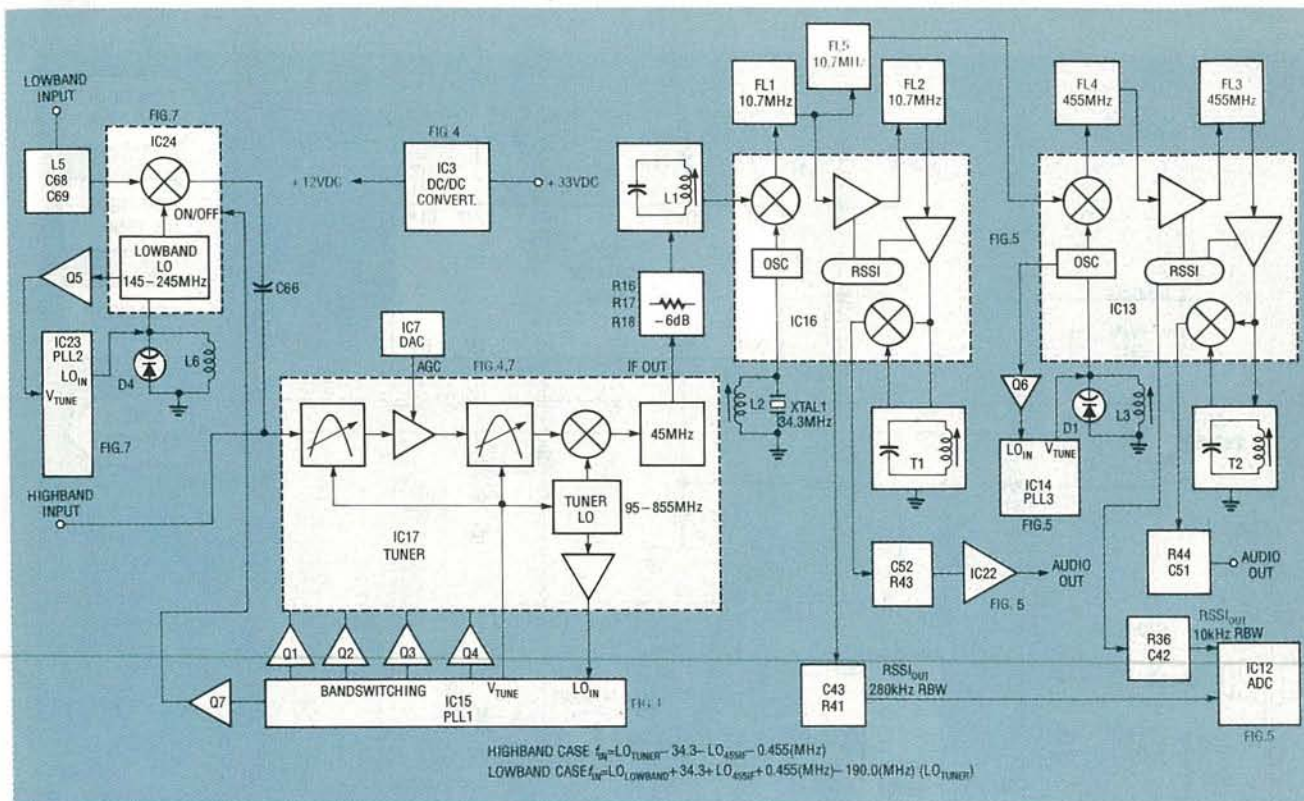 LOWBAND
INPUT
L5
C68
C69
FIG.7
IC24
ON/OFF
LOWBAND
LO
145–245MHz
Q5
IC23
PLL2
LO_IN
V_TUNE
D4
L6
FIG.7
HIGHBAND
INPUT
C66
FIG. 4
IC3
DC/DC
CONVERT.
+ 12VDC
+ 33VDC
IC7
DAC
AGC
FIG.4,7
IF OUT
45MHz
TUNER
LO
95–855MHz
IC17
TUNER
L1
R16
R17
R18
–6dB
Q1
Q2
Q3
Q4
Q7
BANDSWITCHING
V_TUNE
LO_IN
IC15
PLL1
FL1
10.7MHz
FL5
10.7MHz
FL2
10.7MHz
OSC
RSSI
IC16
FIG.5
L2
XTAL1
34.3MHz
T1
C52
R43
IC22
FIG. 5
AUDIO
OUT
C43
R41
RSSI_OUT
280kHz RBW
FL4
455MHz
FL3
455MHz
OSC
RSSI
IC13
Q6
D1
L3
LO_IN
V_TUNE
IC14
PLL3
FIG.5
T2
R44
C51
AUDIO
OUT
R36
C42
RSSI_OUT
10kHz RBW
IC12
ADC
FIG.5
HIGHBAND CASE f_IN=LO_TUNER–34.3–LO_455IF–0.455(MHz)
LOWBAND CASE f_IN=LO_LOWBAND+34.3+LO_455IF+0.455(MHz)–190.0(MHz) (LO_TUNER)